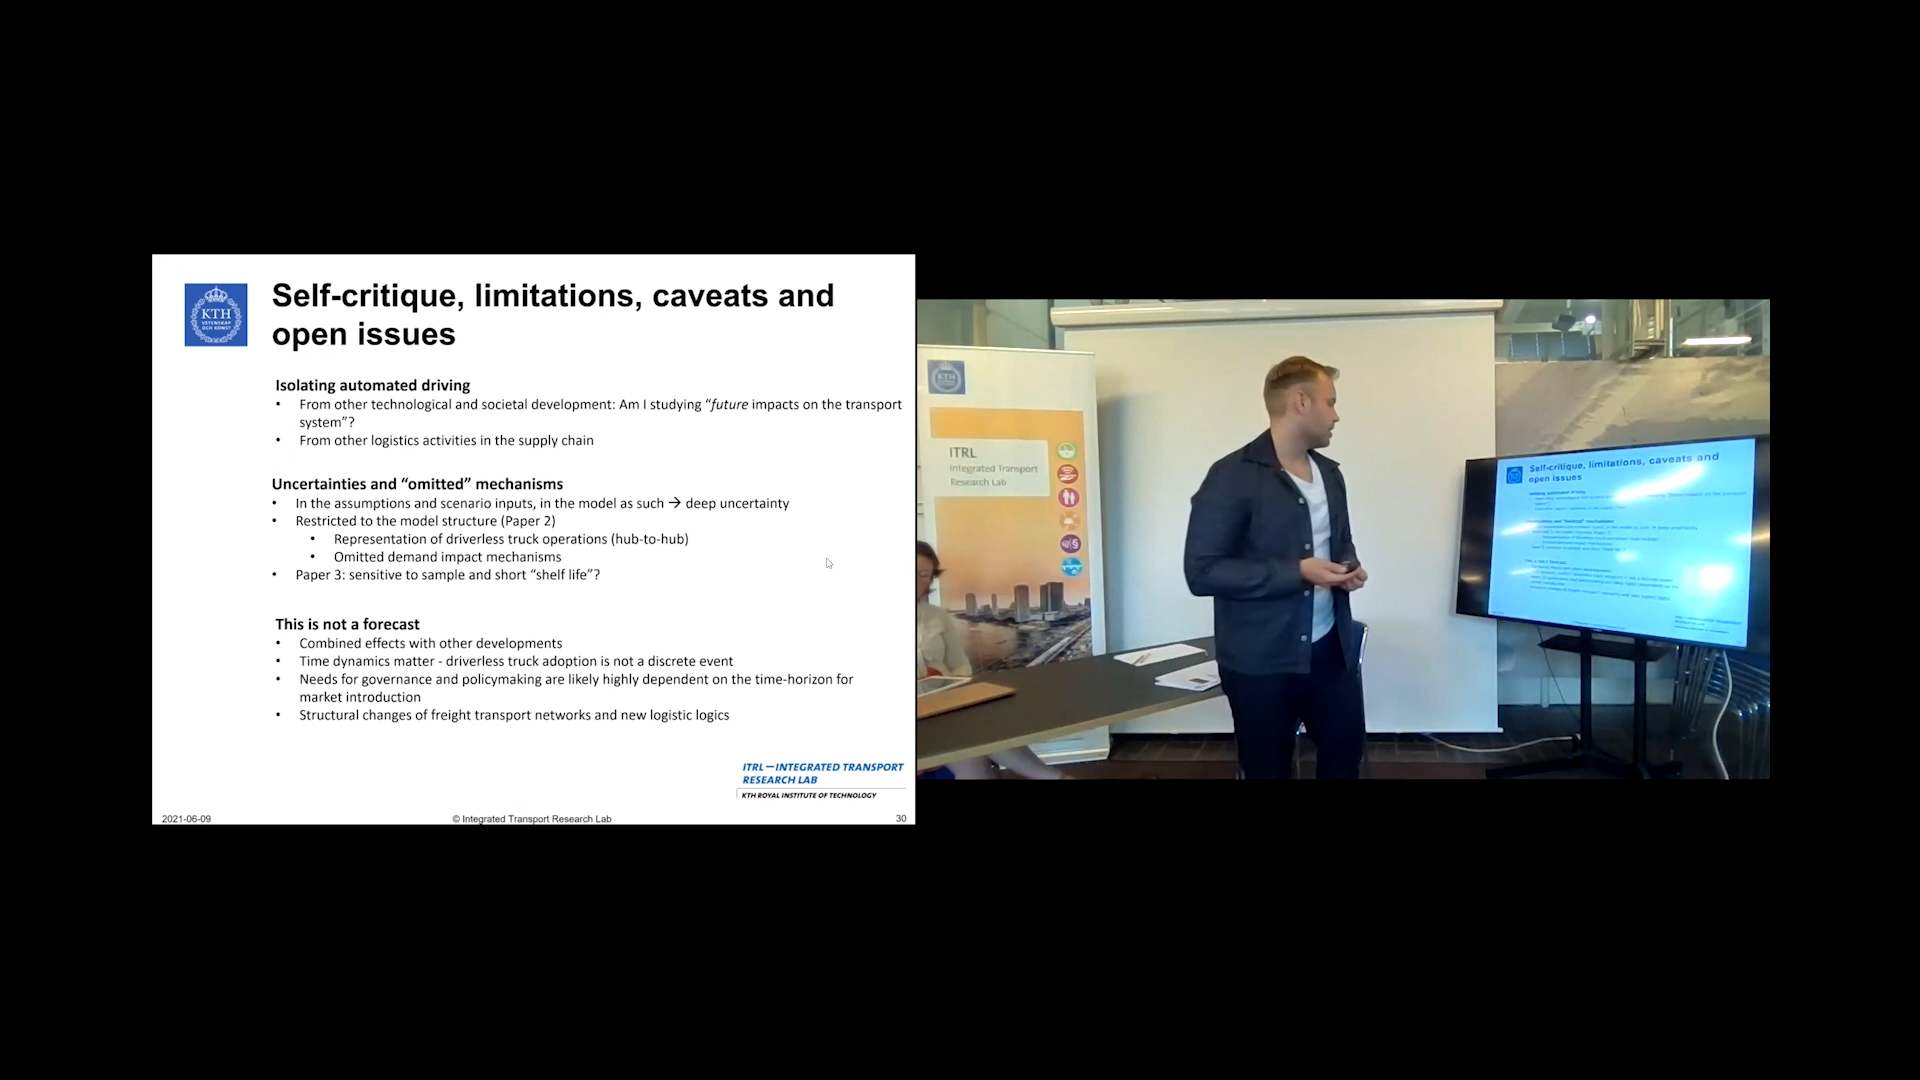 KTH
VETENSKAP
OCH KONST
Self-critique, limitations, caveats and
open issues
Isolating automated driving
• From other technological and societal development: Am I studying “future impacts on the transport
system”?
• From other logistics activities in the supply chain
Uncertainties and “omitted” mechanisms
• In the assumptions and scenario inputs, in the model as such → deep uncertainty
• Restricted to the model structure (Paper 2)
• Representation of driverless truck operations (hub-to-hub)
• Omitted demand impact mechanisms
• Paper 3: sensitive to sample and short “shelf life”?
This is not a forecast
• Combined effects with other developments
• Time dynamics matter - driverless truck adoption is not a discrete event
• Needs for governance and policymaking are likely highly dependent on the time-horizon for
market introduction
• Structural changes of freight transport networks and new logistic logics
ITRL – INTEGRATED TRANSPORT
RESEARCH LAB
KTH ROYAL INSTITUTE OF TECHNOLOGY
2021-06-09
© Integrated Transport Research Lab
30
KTH
ITRL
Integrated Transport
Research Lab
Self-critique, limitations, caveats and
open issues